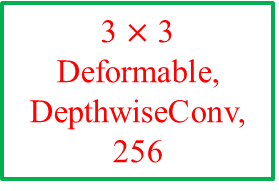 3 × 3
Deformable,
DepthwiseConv,
256